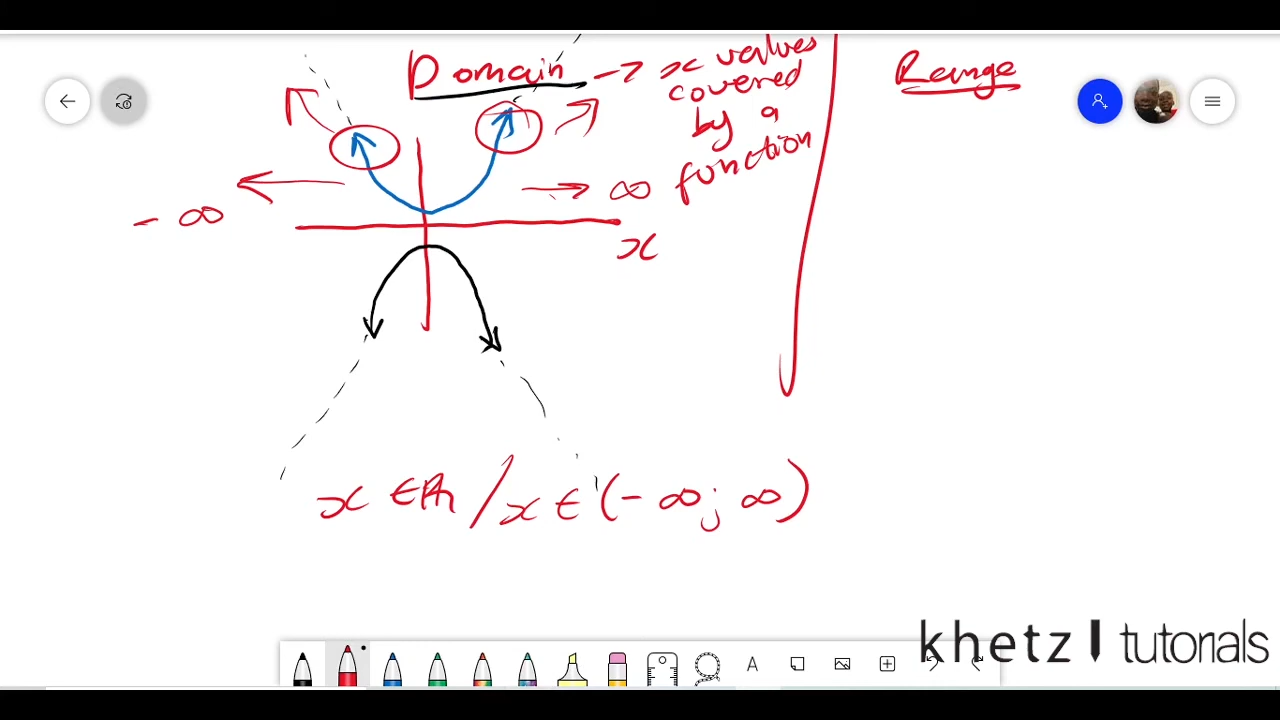 Domain → x values
covered
by a
function
Range
- ∞
∞
x
x ∈ R / x ∈ (- ∞; ∞)
A
khetz tutorials